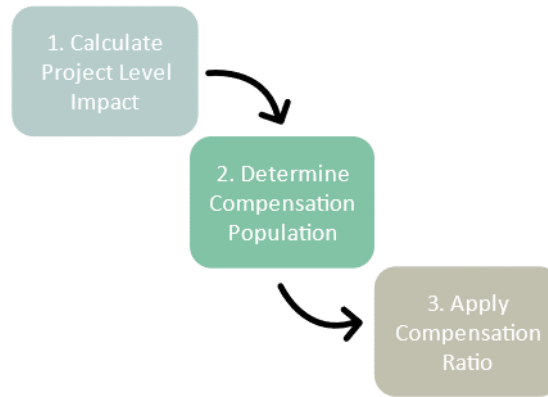 1. Calculate
Project Level
Impact
2. Determine
Compensation
Population
3. Apply
Compensation
Ratio